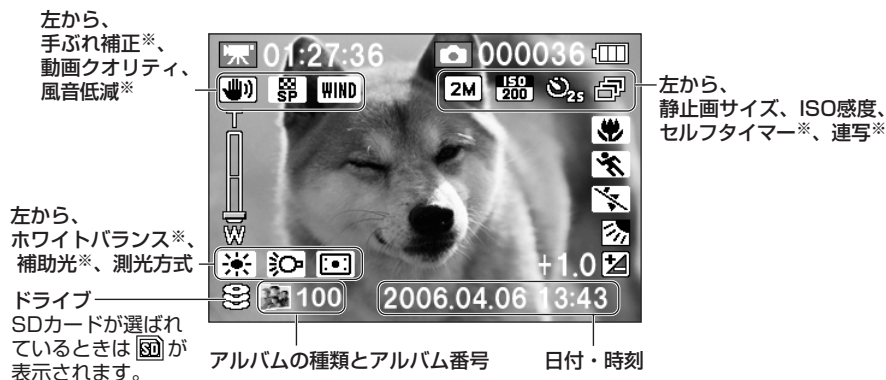 左から、
手ぶれ補正※、
動画クオリティ、
風音低減※
01:27:36
000036
SP
WIND
2M
ISO
200
2s
左から、
静止画サイズ、ISO感度、
セルフタイマー※、連写※
T
W
左から、
ホワイトバランス※、
補助光※、測光方式
+1.0
ドライブ
SDカードが選ばれ
ているときは SD が
表示されます。
100
2006.04.06 13:43
アルバムの種類とアルバム番号
日付・時刻